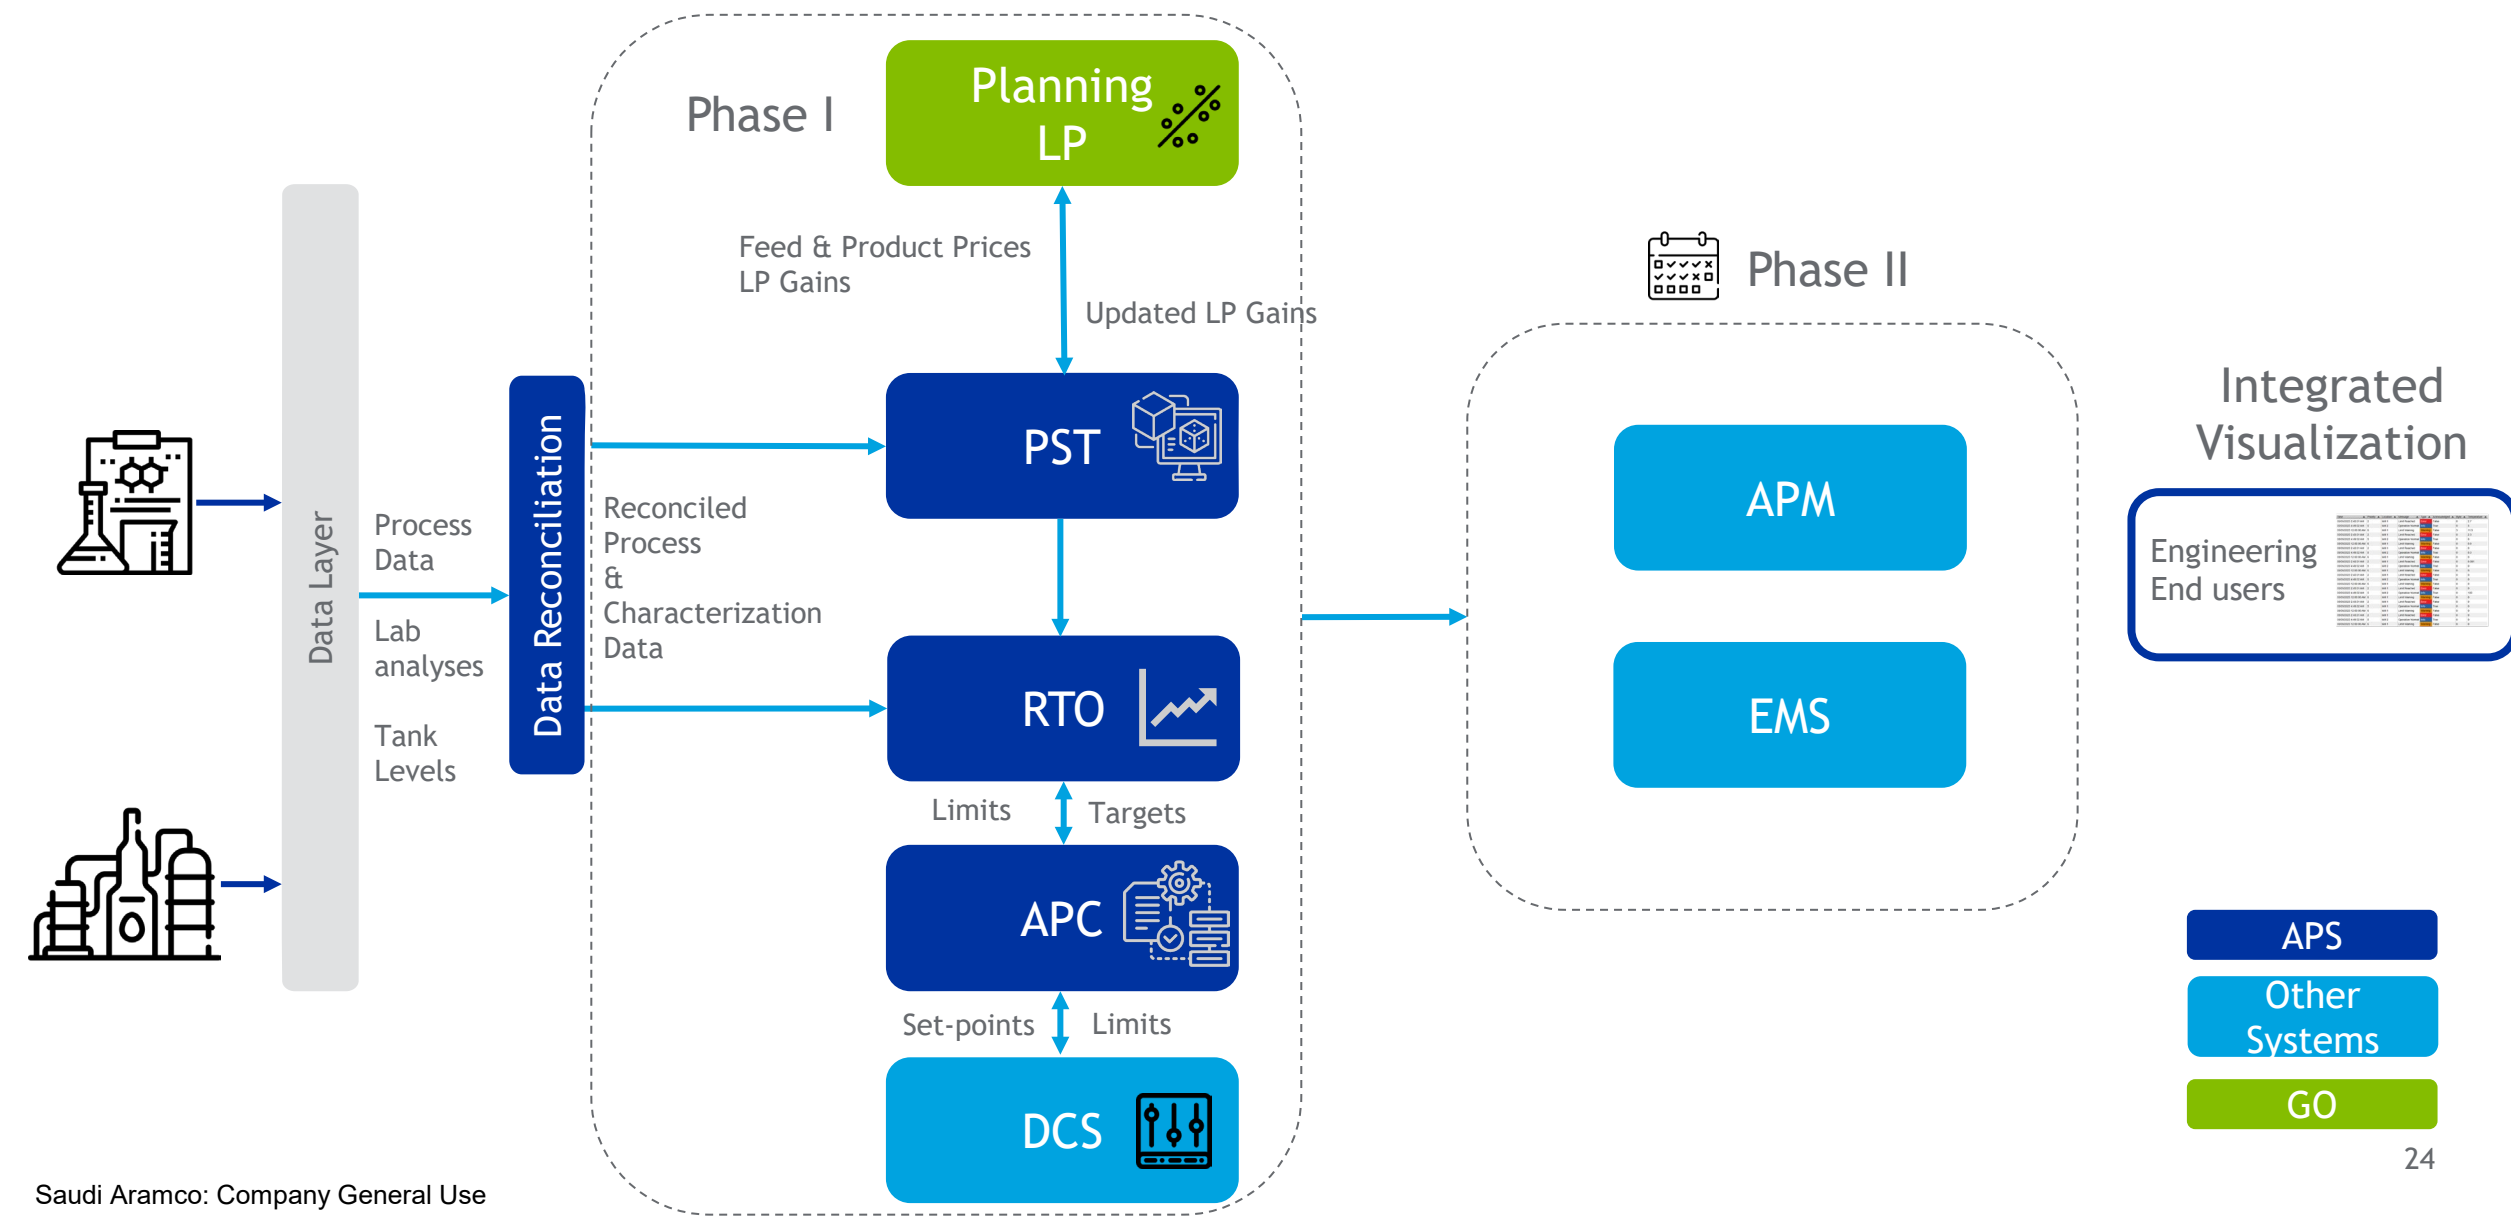 Phase I
Planning
LP
Feed & Product Prices
LP Gains
Updated LP Gains
Data Layer
Process
Data
Lab
analyses
Tank
Levels
Data Reconciliation
Reconciled
Process
&
Characterization
Data
PST
RTO
Limits
Targets
APC
Set-points
Limits
DCS
Phase II
APM
EMS
Integrated
Visualization
Engineering
End users
APS
Other
Systems
GO
24
Saudi Aramco: Company General Use